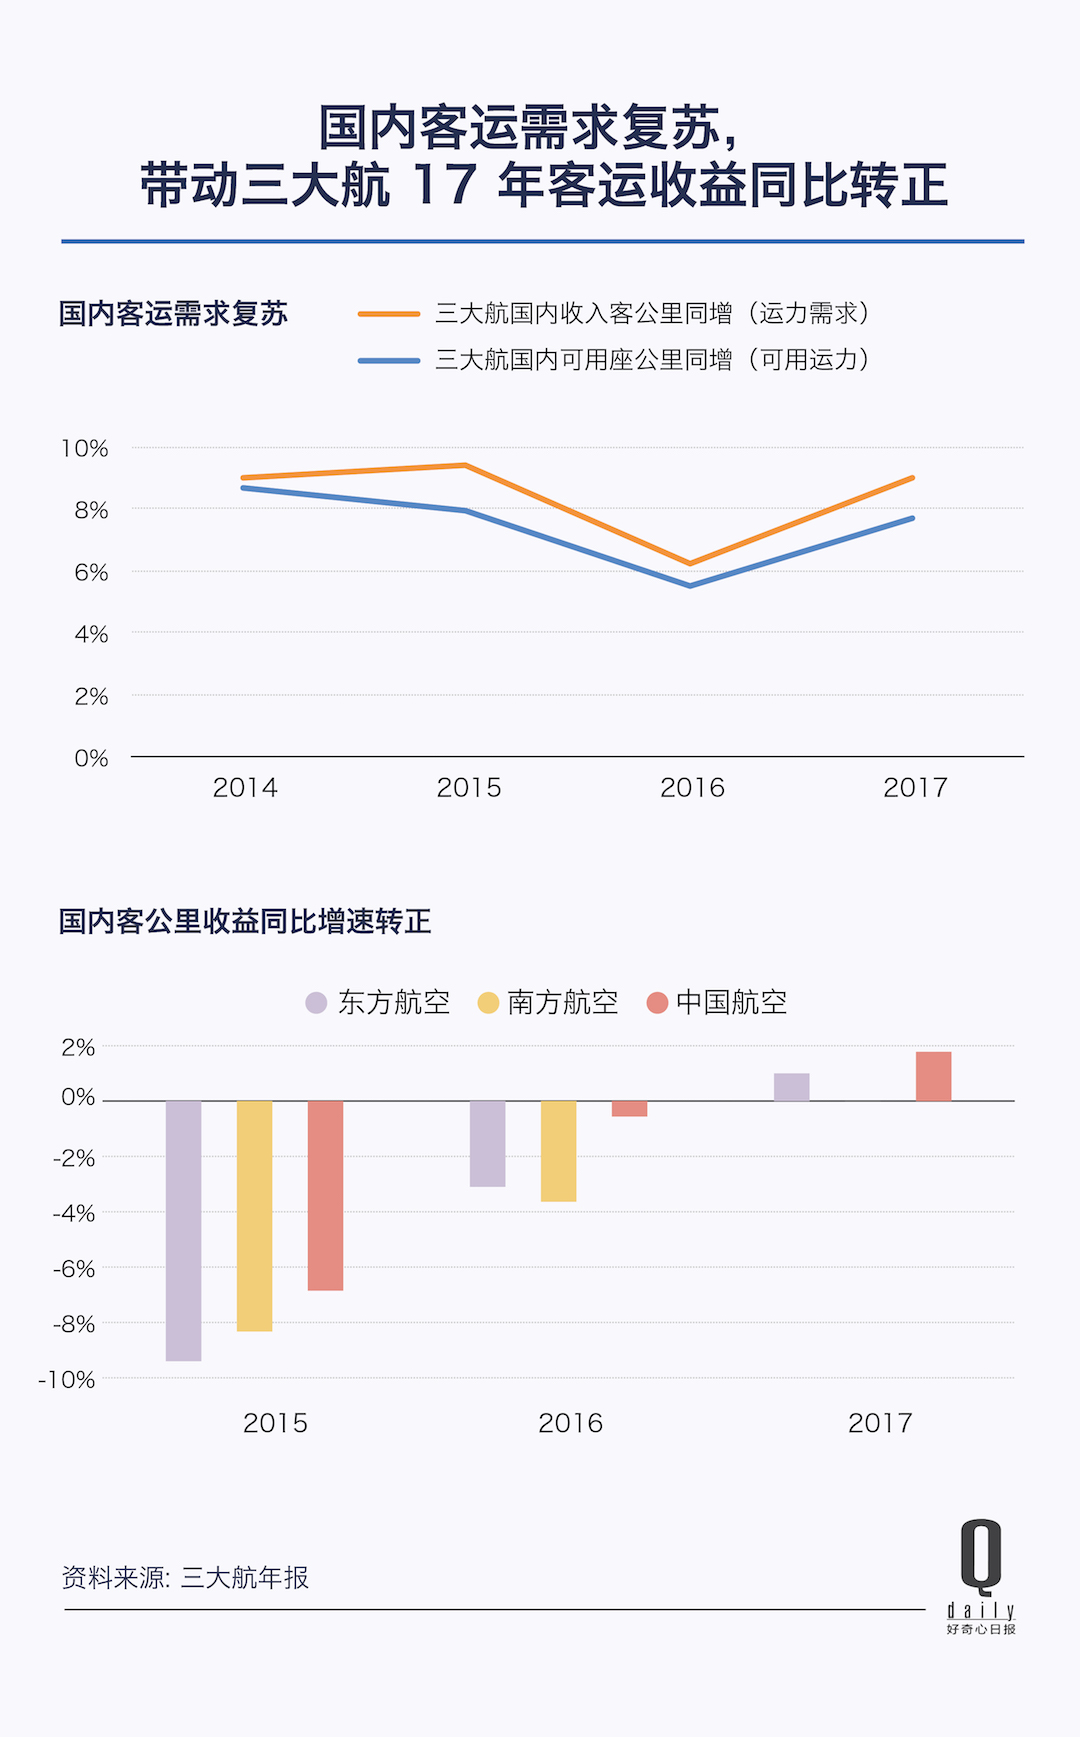 国内客运需求复苏，
带动三大航 17 年客运收益同比转正
国内客运需求复苏
三大航国内收入客公里同增（运力需求）
三大航国内可用座公里同增（可用运力）
10%
8%
6%
4%
2%
0%
2014 2015 2016 2017
国内客公里收益同比增速转正
东方航空 南方航空 中国航空
2%
0%
-2%
-4%
-6%
-8%
-10%
2015 2016 2017
资料来源: 三大航年报
Q
daily
好奇心日报